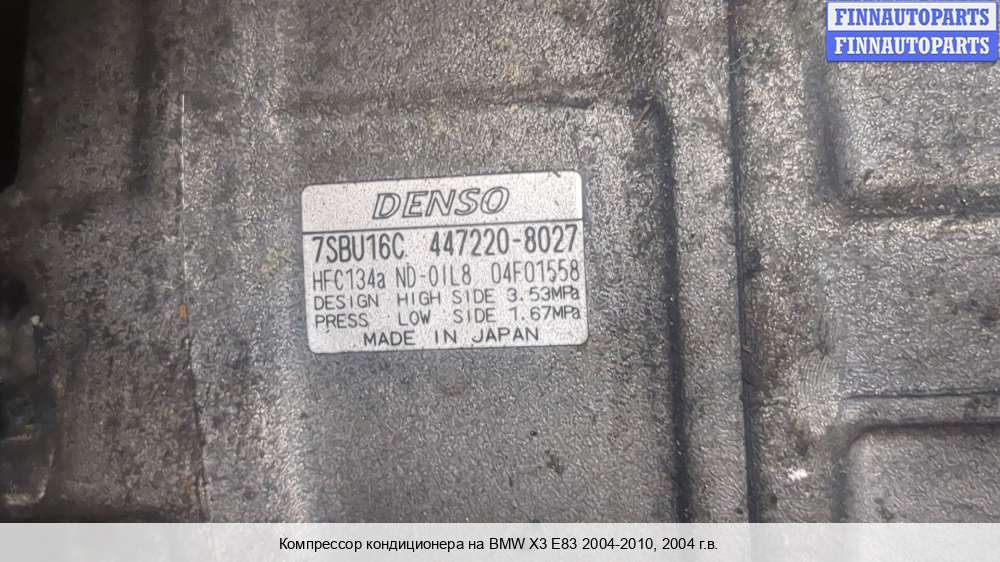 FINNAUTOPARTS
FINNAUTOPARTS
DENSO
7SBU16C 447220-8027
HFC134a ND-OIL8 04F01558
DESIGN HIGH SIDE 3.53MPa
PRESS LOW SIDE 1.67MPa
MADE IN JAPAN
Компрессор кондиционера на BMW X3 E83 2004-2010, 2004 г.в.